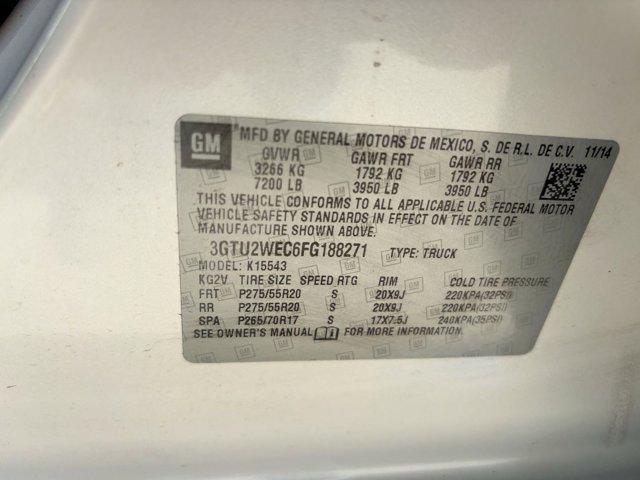 GM MFD BY GENERAL MOTORS DE MEXICO, S. DE R.L. DE C.V. 11/14
GVWR GAWR FRT GAWR RR
3266 KG 1792 KG 1792 KG
7200 LB 3950 LB 3950 LB
THIS VEHICLE CONFORMS TO ALL APPLICABLE U.S. FEDERAL MOTOR
VEHICLE SAFETY STANDARDS IN EFFECT ON THE DATE OF
MANUFACTURE SHOWN ABOVE.
3GTU2WEC6FG188271 TYPE: TRUCK
MODEL: K15543
KG2V TIRE SIZE SPEED RTG RIM COLD TIRE PRESSURE
FRT P275/55R20 S 20X9J 220KPA(32PSI)
RR P275/55R20 S 20X9J 220KPA(32PSI)
SPA P265/70R17 S 17X7.5J 240KPA(35PSI)
SEE OWNER'S MANUAL FOR MORE INFORMATION.